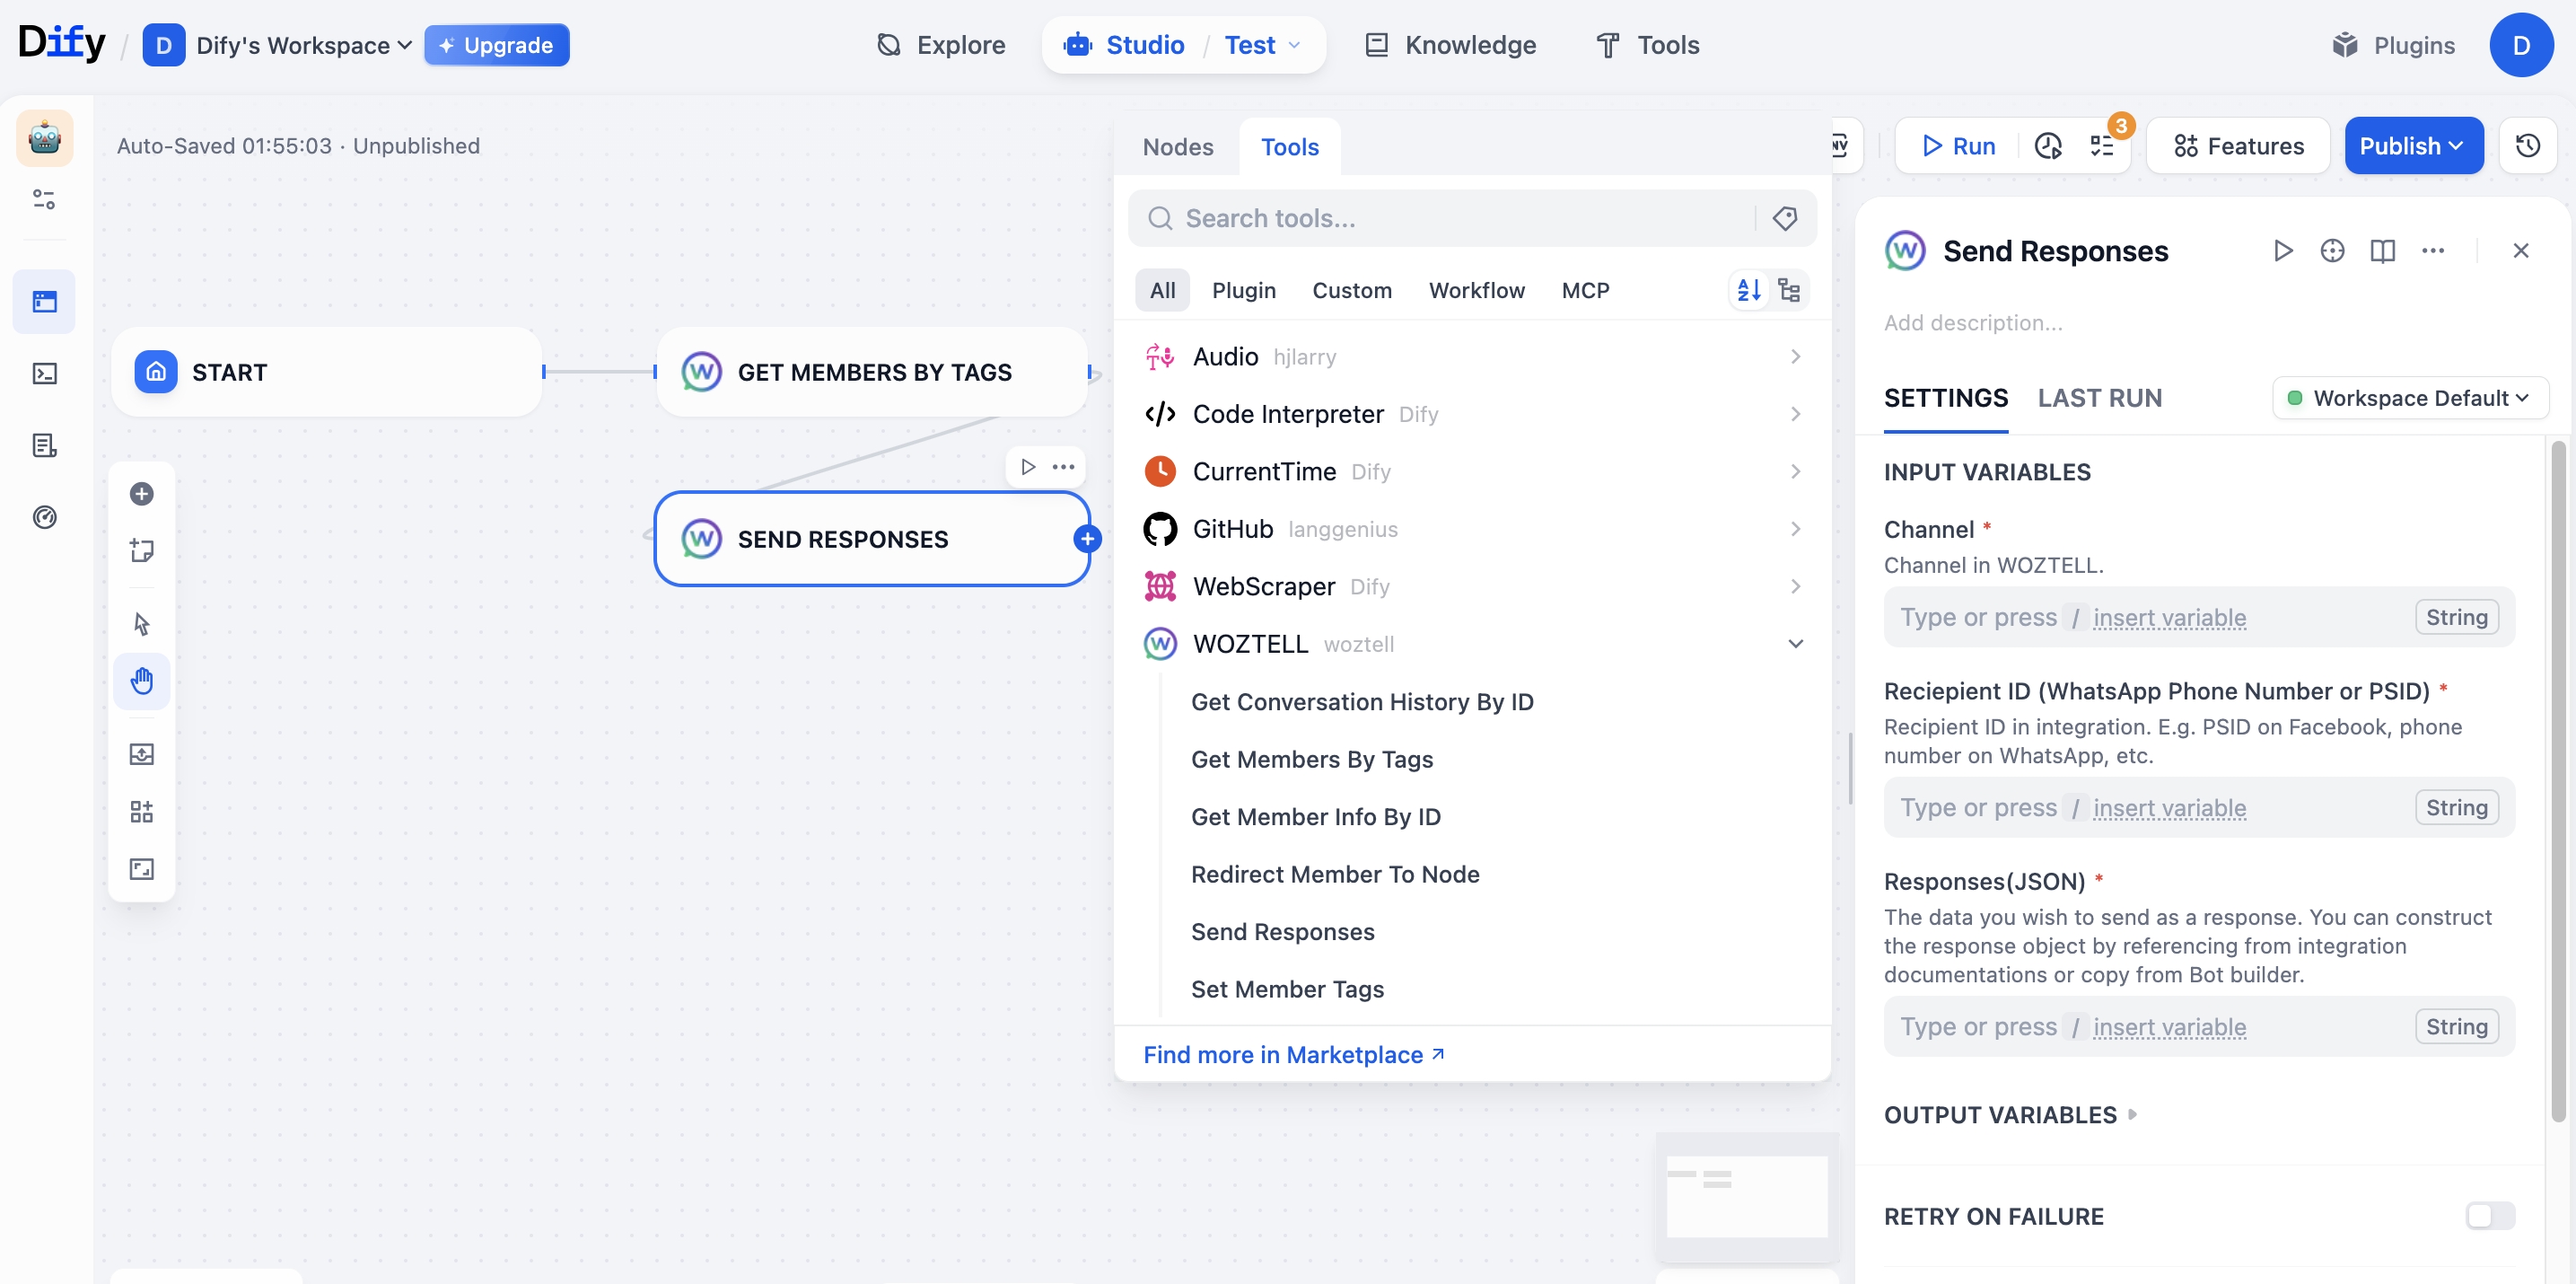 Dify / D Dify's Workspace Upgrade
Explore
Studio / Test
Knowledge
Tools
Plugins
D
Auto-Saved 01:55:03 · Unpublished
Nodes Tools
Run
3
Features
Publish
Search tools...
All Plugin Custom Workflow MCP
Audio hjlarry
Code Interpreter Dify
CurrentTime Dify
GitHub langgenius
WebScraper Dify
WOZTELL woztell
Get Conversation History By ID
Get Members By Tags
Get Member Info By ID
Redirect Member To Node
Send Responses
Set Member Tags
Find more in Marketplace
START
GET MEMBERS BY TAGS
SEND RESPONSES
Send Responses
Add description...
SETTINGS LAST RUN
Workspace Default
INPUT VARIABLES
Channel *
Channel in WOZTELL.
Type or press / insert variable String
Reciepient ID (WhatsApp Phone Number or PSID) *
Recipient ID in integration. E.g. PSID on Facebook, phone
number on WhatsApp, etc.
Type or press / insert variable String
Responses(JSON) *
The data you wish to send as a response. You can construct
the response object by referencing from integration
documentations or copy from Bot builder.
Type or press / insert variable String
OUTPUT VARIABLES
RETRY ON FAILURE